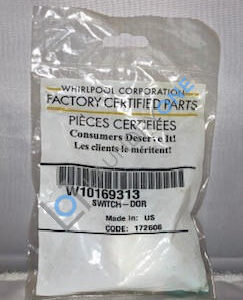 WHIRLPOOL CORPORATION
FACTORY CERTIFIED PARTS
PIÈCES CERTIFIÉES
Consumers Deserve It!
Les clients le méritent!
W10169313
SWITCH-DOR
Made in: US
CODE: 172606